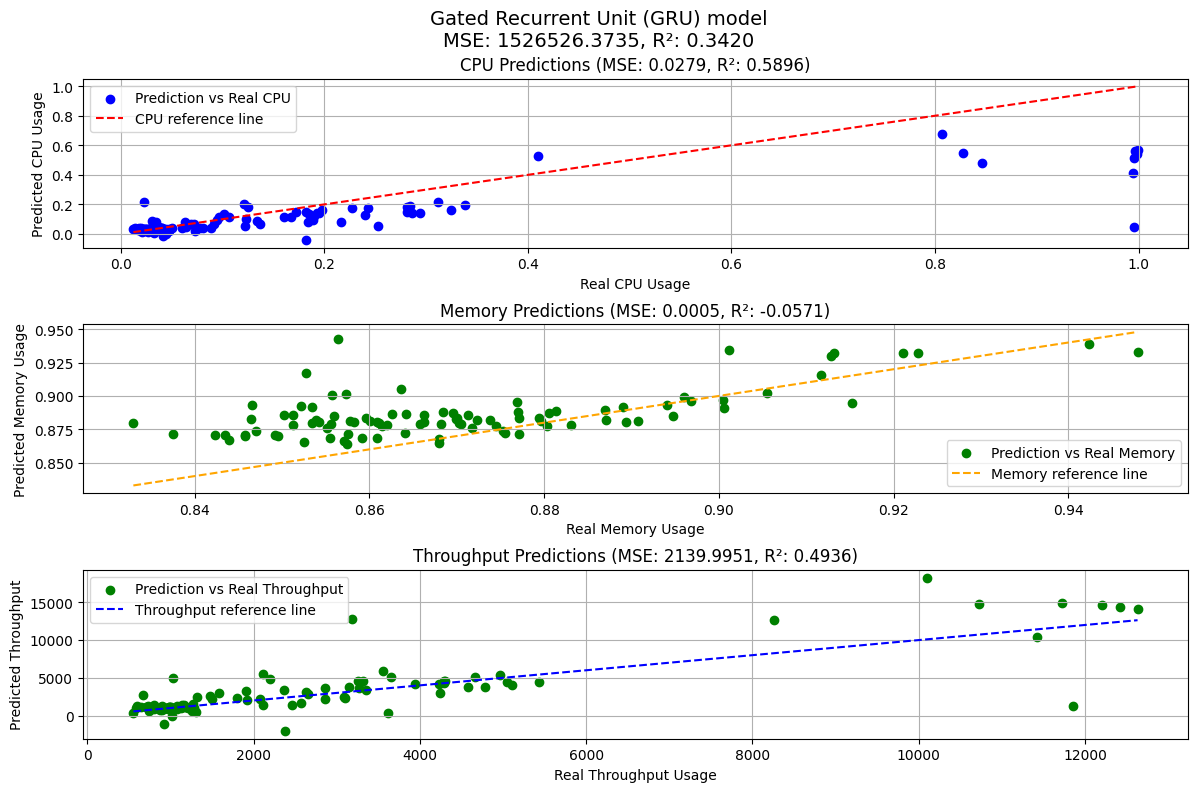 Gated Recurrent Unit (GRU) model
MSE: 1526526.3735, R²: 0.3420
CPU Predictions (MSE: 0.0279, R²: 0.5896)
Predicted CPU Usage
1.0
0.8
0.6
0.4
0.2
0.0
Prediction vs Real CPU
CPU reference line
0.0 0.2 0.4 0.6 0.8 1.0
Real CPU Usage
Memory Predictions (MSE: 0.0005, R²: -0.0571)
Predicted Memory Usage
0.950
0.925
0.900
0.875
0.850
Prediction vs Real Memory
Memory reference line
0.84 0.86 0.88 0.90 0.92 0.94
Real Memory Usage
Throughput Predictions (MSE: 2139.9951, R²: 0.4936)
Predicted Throughput
15000
10000
5000
0
Prediction vs Real Throughput
Throughput reference line
0 2000 4000 6000 8000 10000 12000
Real Throughput Usage